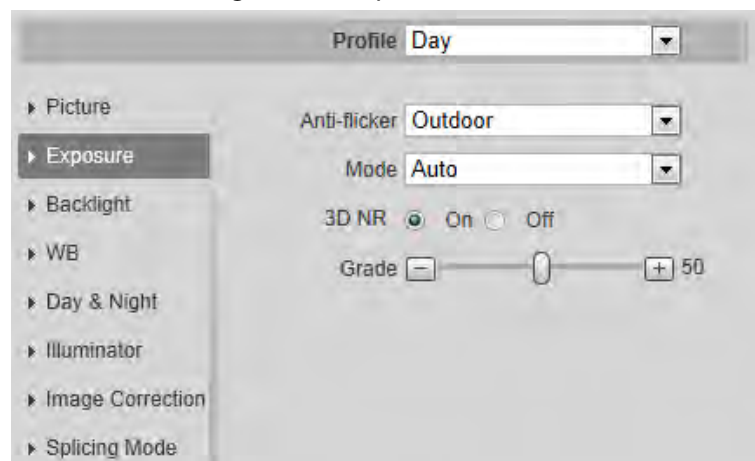 Profile Day
Picture
Anti-flicker Outdoor
Exposure
Mode Auto
Backlight
3D NR On Off
WB
Grade 50
Day & Night
Illuminator
Image Correction
Splicing Mode